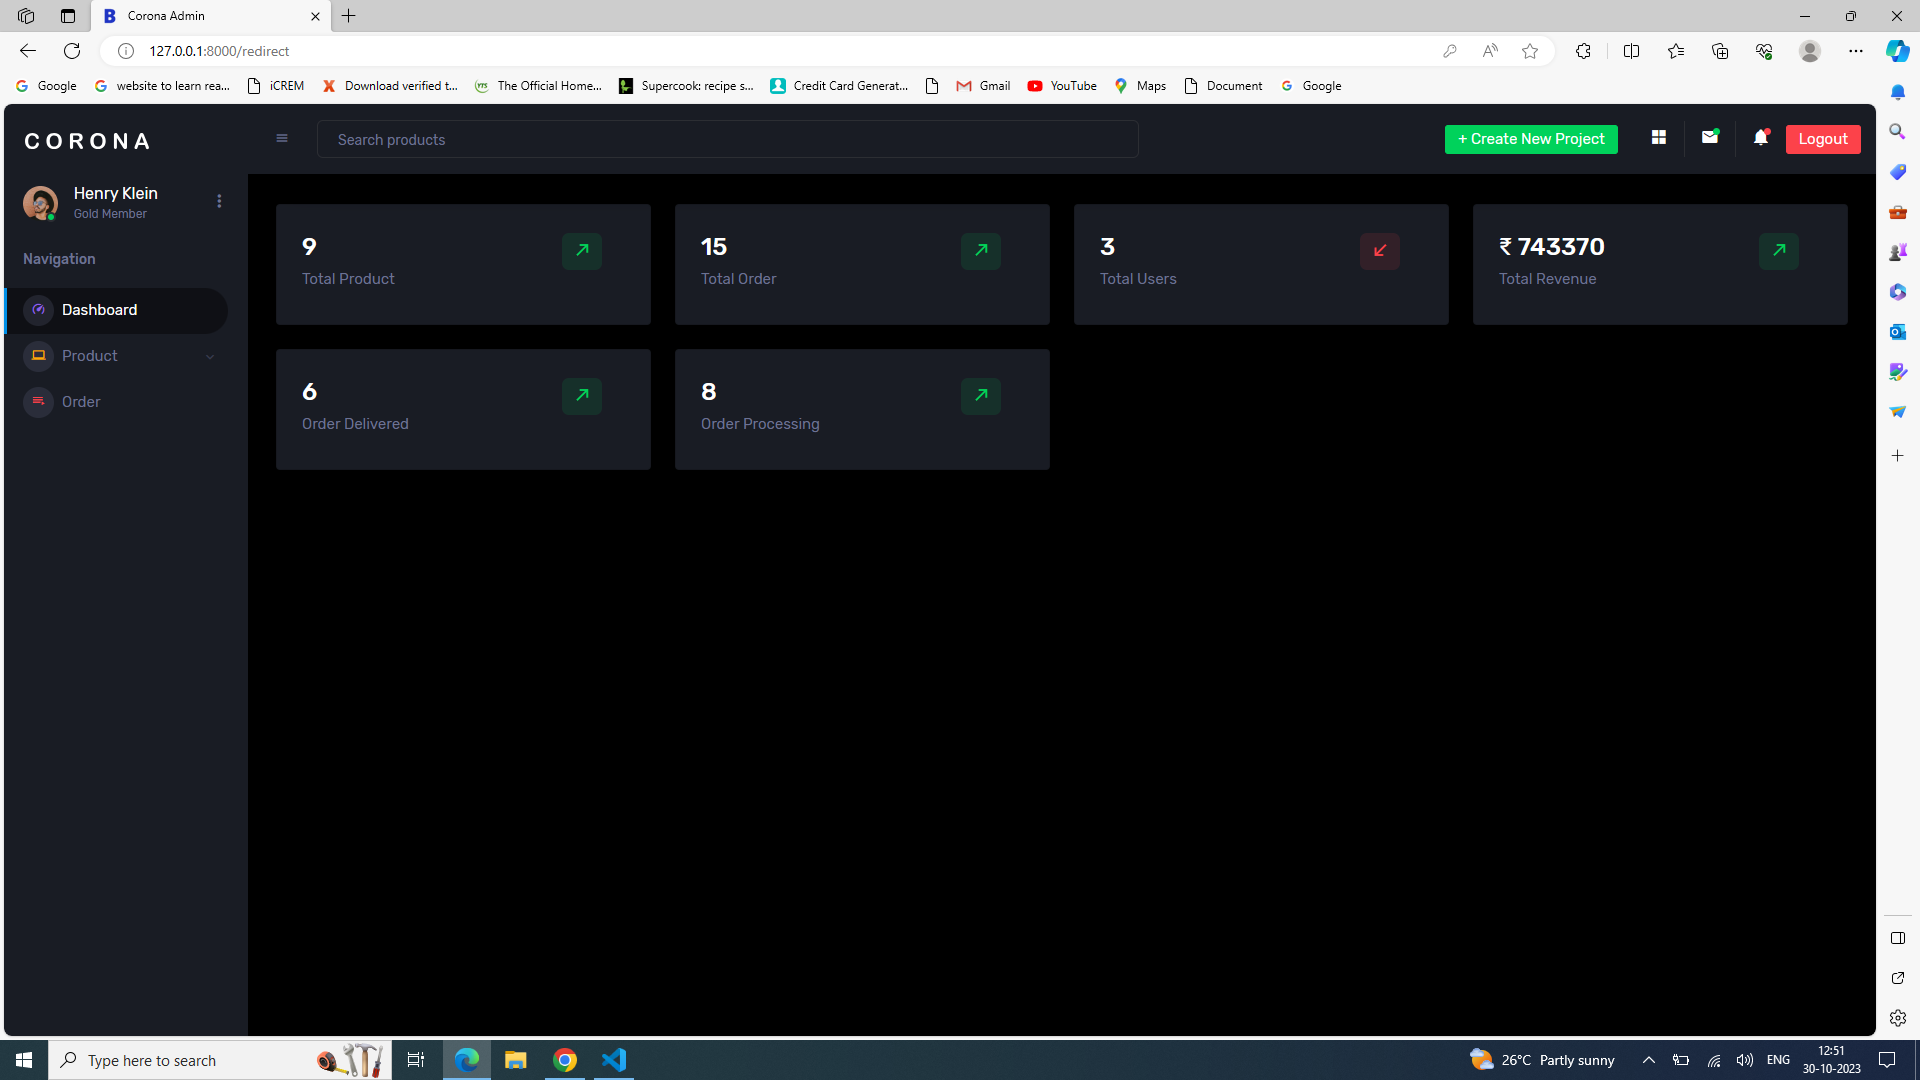 Corona Admin
127.0.0.1:8000/redirect
Google
website to learn rea...
iCREM
Download verified t...
The Official Home...
Supercook: recipe s...
Credit Card Generat...
Gmail
YouTube
Maps
Document
Google
CORONA
Search products
+ Create New Project
Logout
Henry Klein
Gold Member
Navigation
Dashboard
Product
Order
9
Total Product
15
Total Order
3
Total Users
₹ 743370
Total Revenue
6
Order Delivered
8
Order Processing
Type here to search
26°C Partly sunny
ENG
12:51
30-10-2023